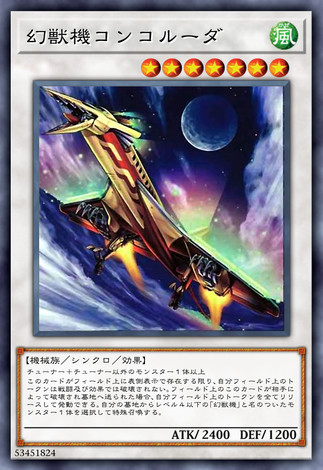 幻獣機コンコルーダ
風
【機械族／シンクロ／効果】
チューナー＋チューナー以外のモンスター１体以上
このカードがフィールド上に表側表示で存在する限り、自分フィールド上のト
ークンは戦闘及び効果では破壊されない。フィールド上のこのカードが相手によ
って破壊され墓地へ送られた場合、自分フィールド上のトークンを全てリリ
ースして発動できる。自分の墓地からレベル４以下の「幻獣機」と名のついたモ
ンスター１体を選択して特殊召喚する。
ATK/ 2400 DEF/ 1200
53451824